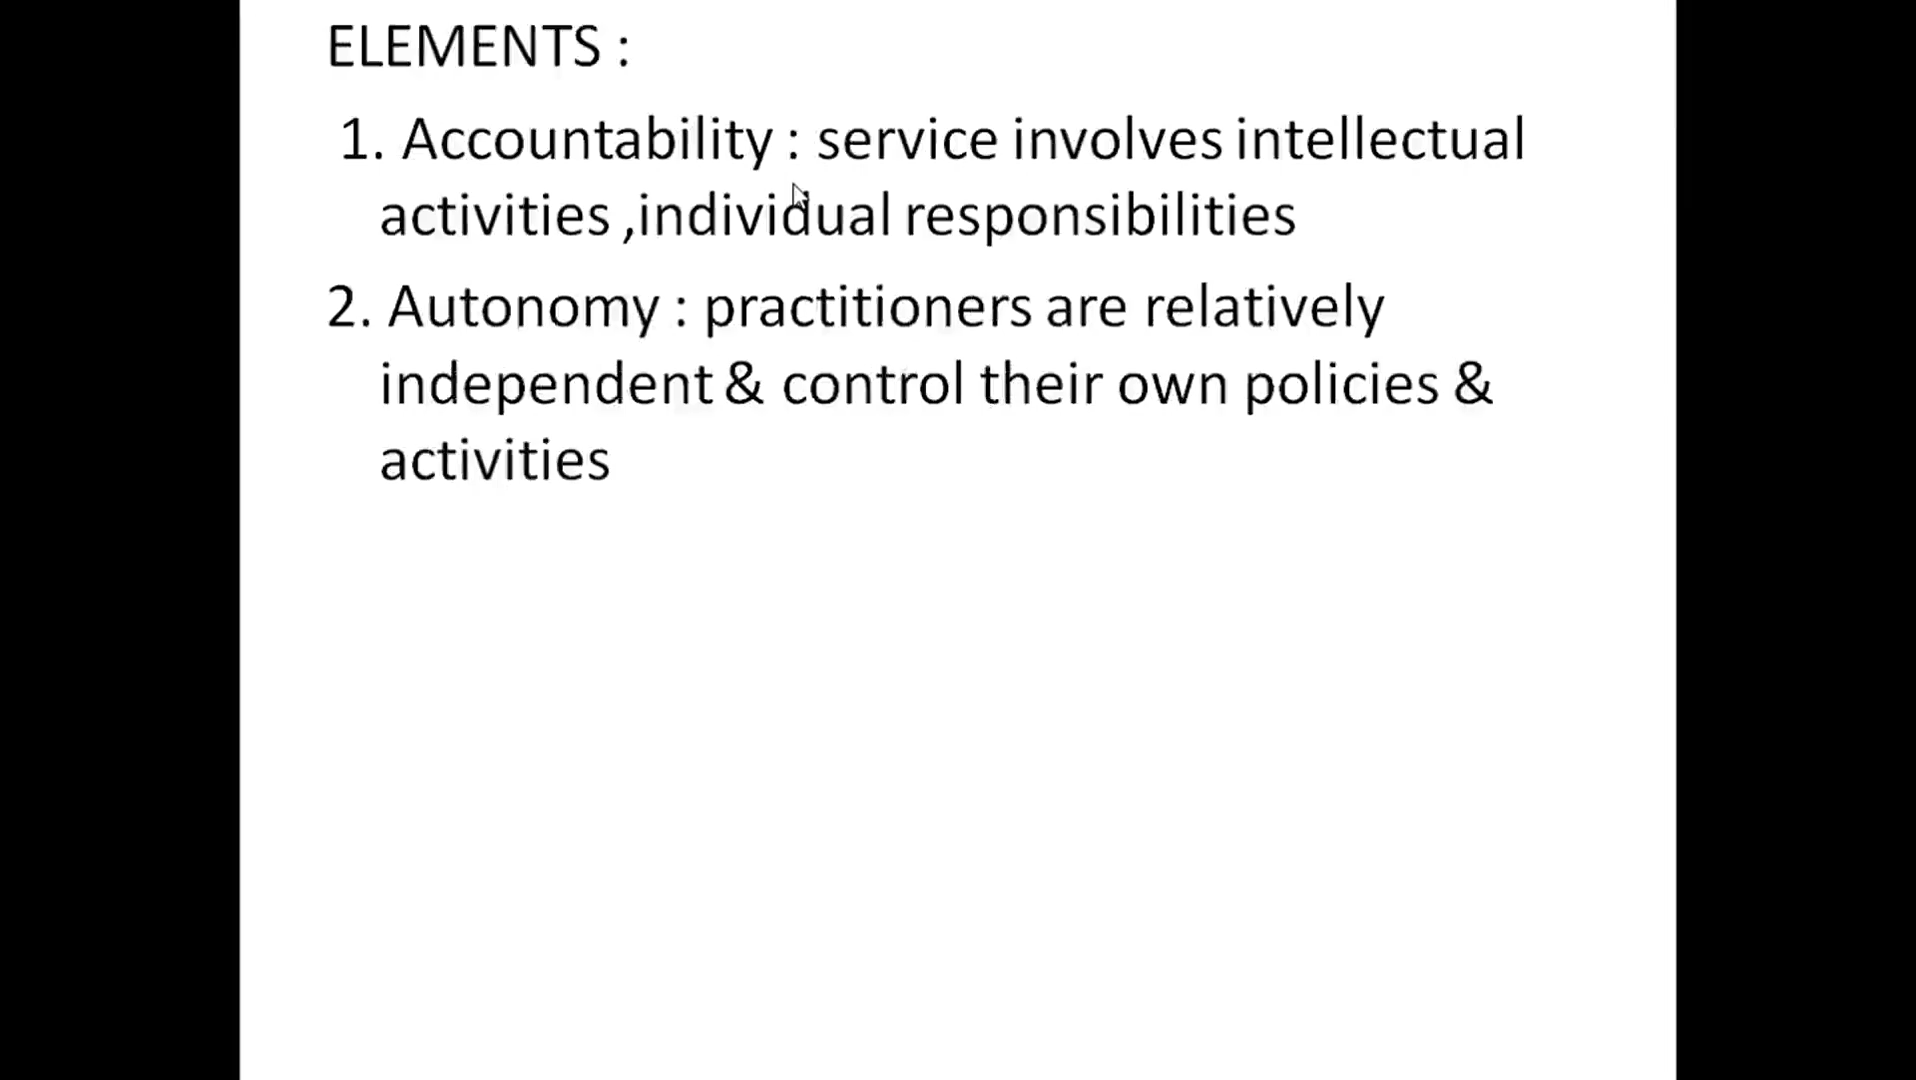 ELEMENTS :
1. Accountability : service involves intellectual
activities ,individual responsibilities
2. Autonomy : practitioners are relatively
independent & control their own policies &
activities